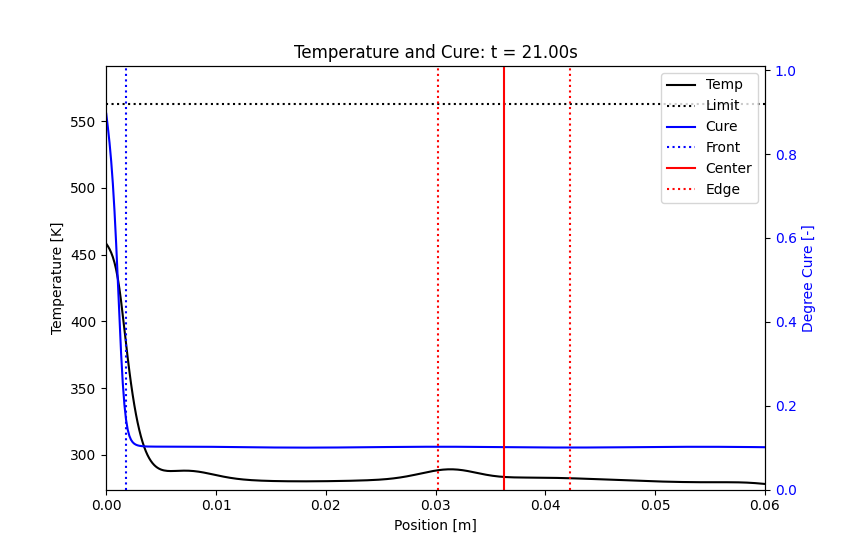 Temperature and Cure: t = 21.00s
Temp
Limit
Cure
Front
Center
Edge
Temperature [K]
550
500
450
400
350
300
1.0
0.8
0.6
0.4
0.2
0.0
Degree Cure [-]
0.00 0.01 0.02 0.03 0.04 0.05 0.06
Position [m]